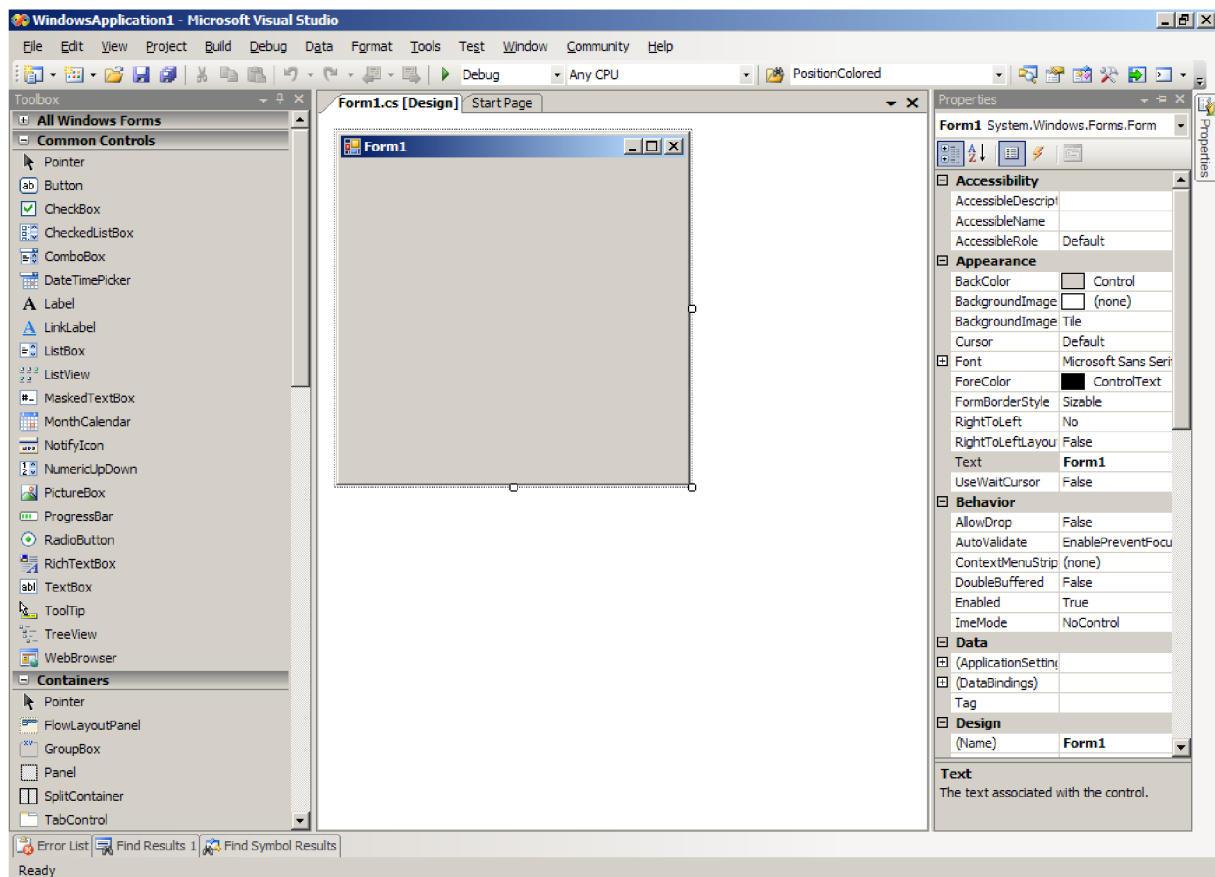 WindowsApplication1 - Microsoft Visual Studio
File Edit View Project Build Debug Data Format Tools Test Window Community Help
Debug Any CPU PositionColored
Toolbox
All Windows Forms
Common Controls
Pointer
Button
CheckBox
CheckedListBox
ComboBox
DateTimePicker
Label
LinkLabel
ListBox
ListView
MaskedTextBox
MonthCalendar
NotifyIcon
NumericUpDown
PictureBox
ProgressBar
RadioButton
RichTextBox
TextBox
ToolTip
TreeView
WebBrowser
Containers
Pointer
FlowLayoutPanel
GroupBox
Panel
SplitContainer
TabControl
Form1.cs [Design] Start Page
Form1
Properties
Form1 System.Windows.Forms.Form
Accessibility
AccessibleDescript
AccessibleName
AccessibleRole Default
Appearance
BackColor Control
BackgroundImage (none)
BackgroundImage Tile
Cursor Default
Font Microsoft Sans Seri
ForeColor ControlText
FormBorderStyle Sizable
RightToLeft No
RightToLeftLayou False
Text Form1
UseWaitCursor False
Behavior
AllowDrop False
AutoValidate EnablePreventFocu
ContextMenuStrip (none)
DoubleBuffered False
Enabled True
ImeMode NoControl
Data
(ApplicationSetting
(DataBindings)
Tag
Design
(Name) Form1
Text
The text associated with the control.
Properties
Error List Find Results 1 Find Symbol Results
Ready